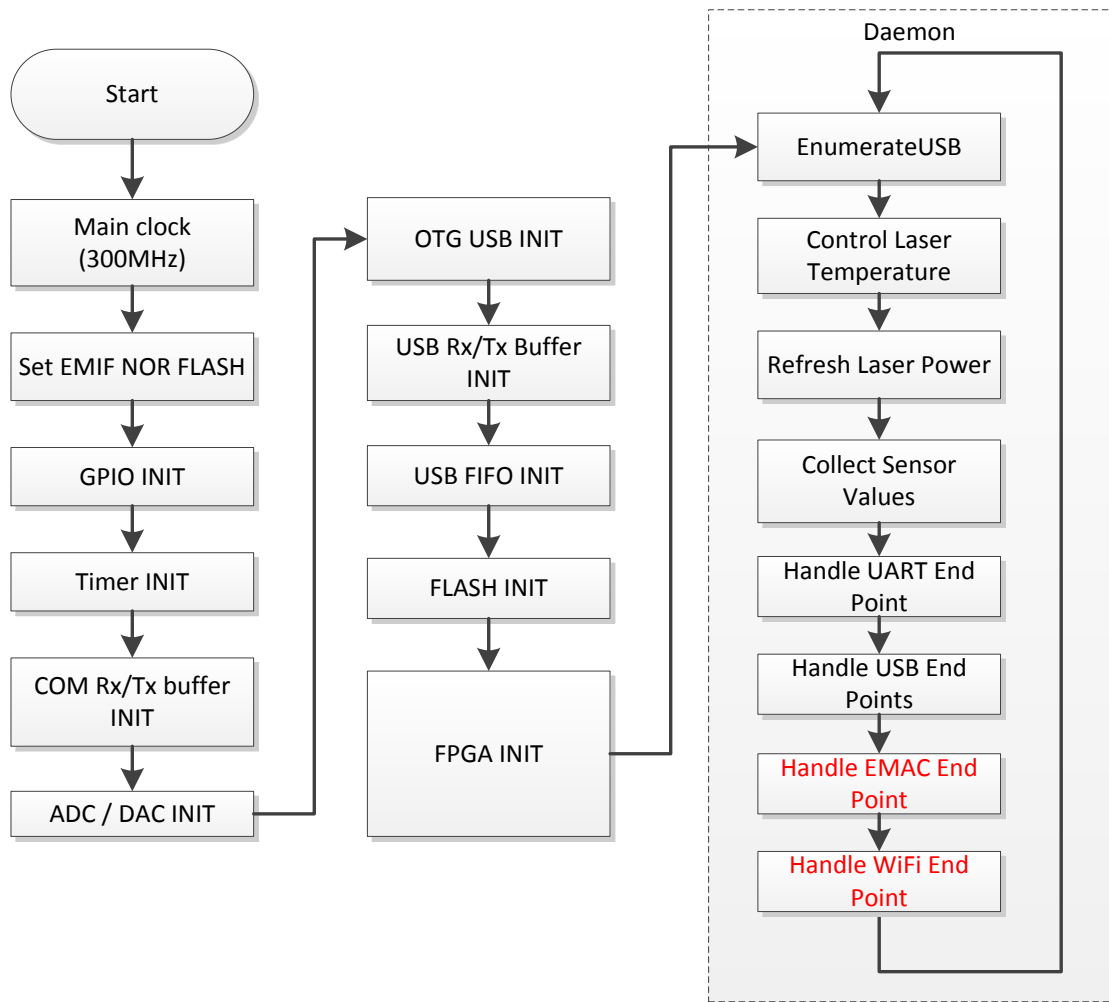 Start
Main clock
(300MHz)
Set EMIF NOR FLASH
GPIO INIT
Timer INIT
COM Rx/Tx buffer
INIT
ADC / DAC INIT
OTG USB INIT
USB Rx/Tx Buffer
INIT
USB FIFO INIT
FLASH INIT
FPGA INIT
Daemon
EnumerateUSB
Control Laser
Temperature
Refresh Laser Power
Collect Sensor
Values
Handle UART End
Point
Handle USB End
Points
Handle EMAC End
Point
Handle WiFi End
Point